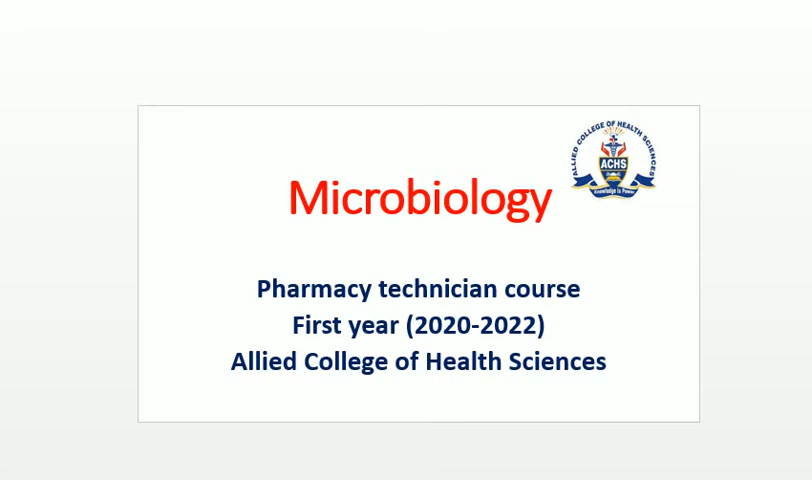 ALLIED COLLEGE OF HEALTH SCIENCES
ACHS
Knowledge is Power
Microbiology
Pharmacy technician course
First year (2020-2022)
Allied College of Health Sciences